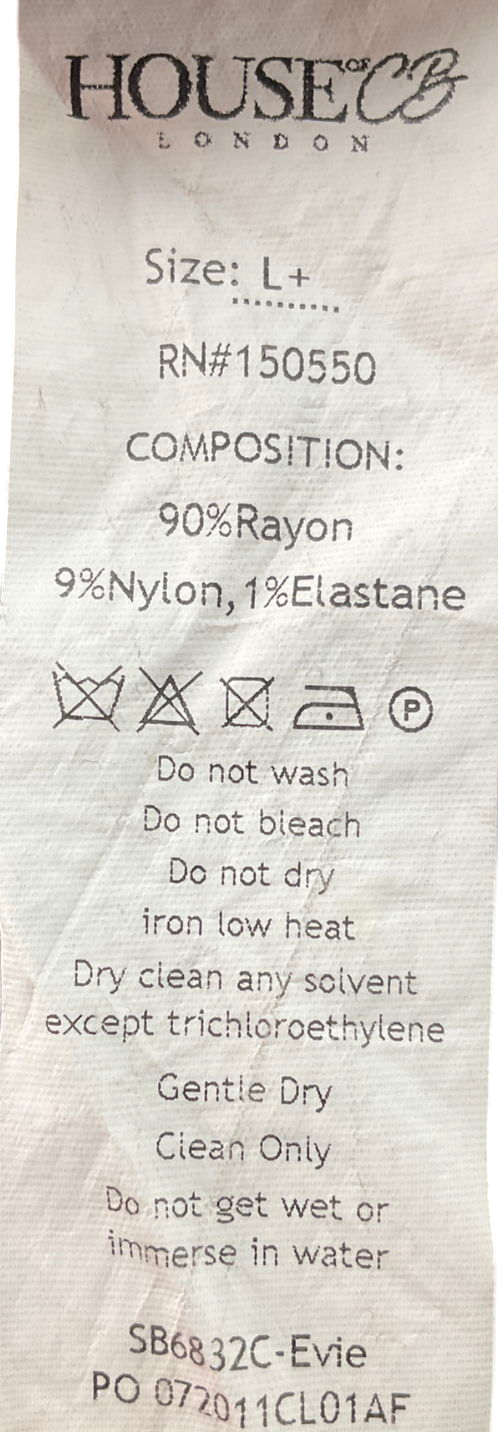 HOUSE OF CB
LONDON
Size: L+
RN#150550
COMPOSITION:
90%Rayon
9%Nylon,1%Elastane
P
Do not wash
Do not bleach
Do not dry
iron low heat
Dry clean any solvent
except trichloroethylene
Gentle Dry
Clean Only
Do not get wet or
immerse in water
SB6832C-Evie
PO 072011CL01AF